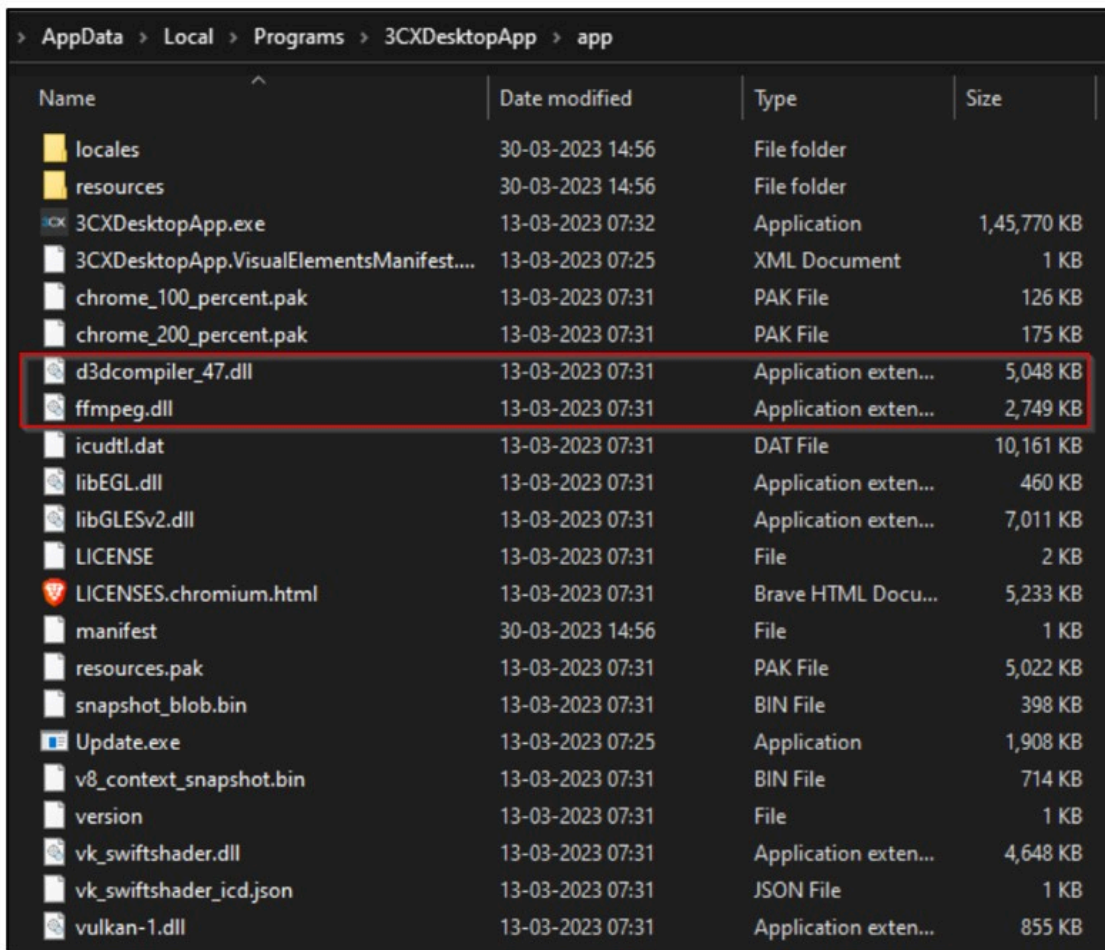 › AppData › Local › Programs › 3CXDesktopApp › app
Name Date modified Type Size
locales 30-03-2023 14:56 File folder
resources 30-03-2023 14:56 File folder
3CX 3CXDesktopApp.exe 13-03-2023 07:32 Application 1,45,770 KB
3CXDesktopApp.VisualElementsManifest.... 13-03-2023 07:25 XML Document 1 KB
chrome_100_percent.pak 13-03-2023 07:31 PAK File 126 KB
chrome_200_percent.pak 13-03-2023 07:31 PAK File 175 KB
d3dcompiler_47.dll 13-03-2023 07:31 Application exten... 5,048 KB
ffmpeg.dll 13-03-2023 07:31 Application exten... 2,749 KB
icudtl.dat 13-03-2023 07:31 DAT File 10,161 KB
libEGL.dll 13-03-2023 07:31 Application exten... 460 KB
libGLESv2.dll 13-03-2023 07:31 Application exten... 7,011 KB
LICENSE 13-03-2023 07:31 File 2 KB
LICENSES.chromium.html 13-03-2023 07:31 Brave HTML Docu... 5,233 KB
manifest 30-03-2023 14:56 File 1 KB
resources.pak 13-03-2023 07:31 PAK File 5,022 KB
snapshot_blob.bin 13-03-2023 07:31 BIN File 398 KB
Update.exe 13-03-2023 07:25 Application 1,908 KB
v8_context_snapshot.bin 13-03-2023 07:31 BIN File 714 KB
version 13-03-2023 07:31 File 1 KB
vk_swiftshader.dll 13-03-2023 07:31 Application exten... 4,648 KB
vk_swiftshader_icd.json 13-03-2023 07:31 JSON File 1 KB
vulkan-1.dll 13-03-2023 07:31 Application exten... 855 KB